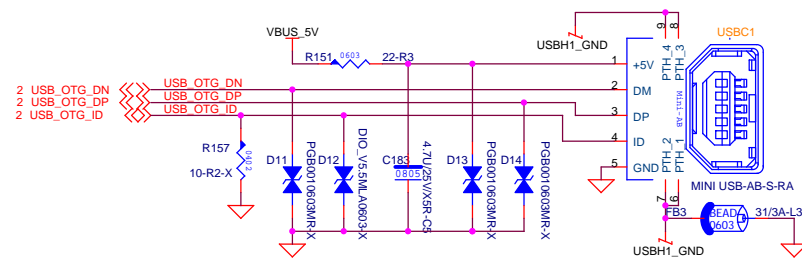 VBUS_5V
R151
0603
22-R3
USBH1_GND
9
8
PTH_4
PTH_3
USBC1
1
+5V
2 USB_OTG_DN
USB_OTG_DN
2
DM
2 USB_OTG_DP
USB_OTG_DP
3
DP
2 USB_OTG_ID
USB_OTG_ID
4
ID
5
GND
PTH_2
PTH_1
Mini-AB
MINI USB-AB-S-RA
R157
0402
10-R2-X
D11
PGB0010603MR-X
D12
DIO_V5.5MLA0603-X
C183
0805
4.7U/25V/X5R-C5
D13
PGB0010603MR-X
D14
PGB0010603MR-X
7
6
FB3
BEAD
0603
31/3A-L3
USBH1_GND